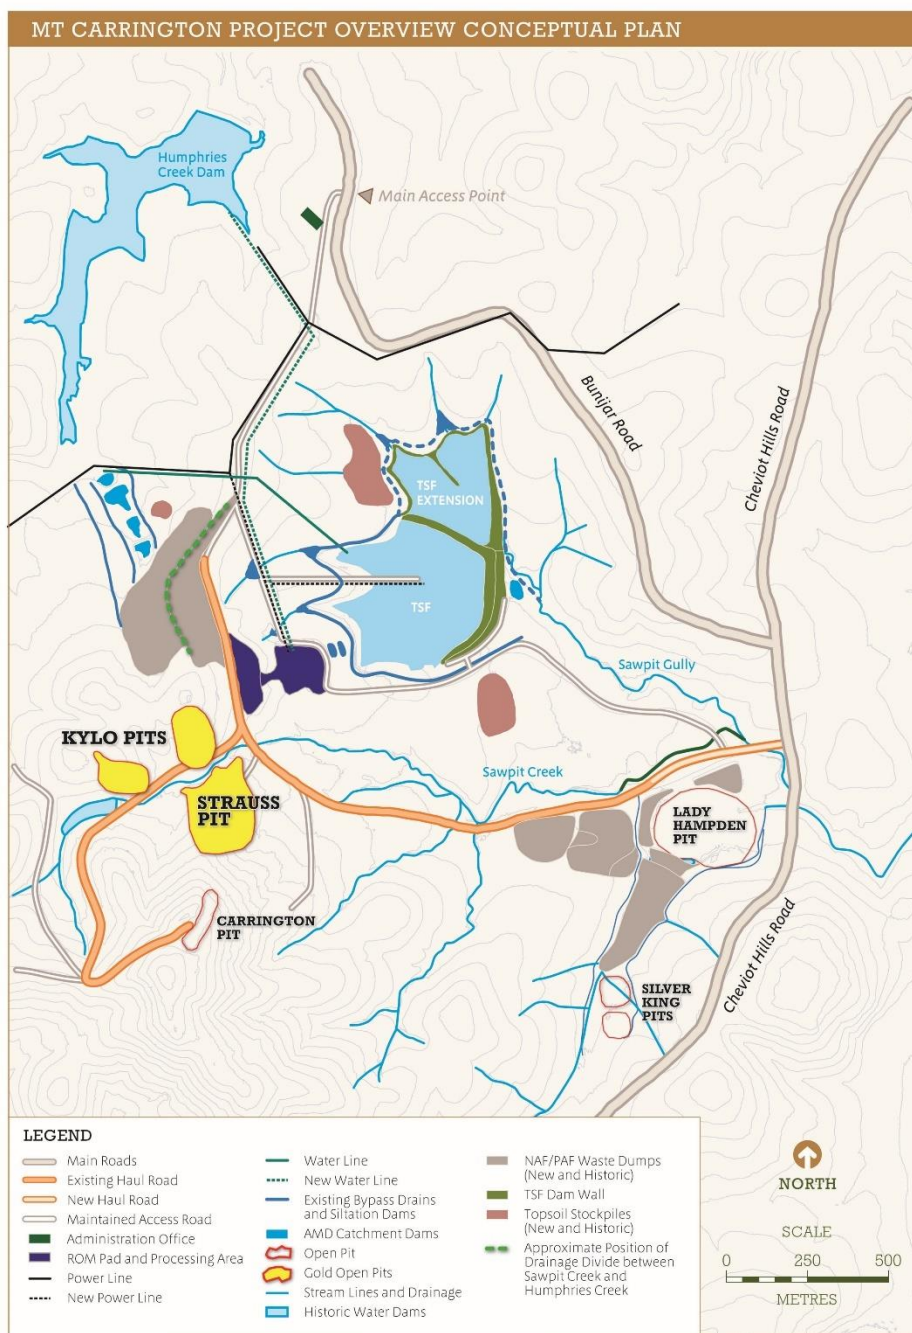 MT CARRINGTON PROJECT OVERVIEW CONCEPTUAL PLAN
Humphries
Creek Dam
Main Access Point
Bunijar Road
Cheviot Hills Road
TSF
EXTENSION
TSF
Sawpit Gully
KYLO PITS
STRAUSS
PIT
Sawpit Creek
LADY
HAMPDEN
PIT
CARRINGTON
PIT
Cheviot Hills Road
SILVER
KING
PITS
LEGEND
Main Roads
Existing Haul Road
New Haul Road
Maintained Access Road
Administration Office
ROM Pad and Processing Area
Power Line
New Power Line
Water Line
New Water Line
Existing Bypass Drains
and Siltation Dams
AMD Catchment Dams
Open Pit
Gold Open Pits
Stream Lines and Drainage
Historic Water Dams
NAF/PAF Waste Dumps
(New and Historic)
TSF Dam Wall
Topsoil Stockpiles
(New and Historic)
Approximate Position of
Drainage Divide between
Sawpit Creek and
Humphries Creek
NORTH
SCALE
0 250 500
METRES